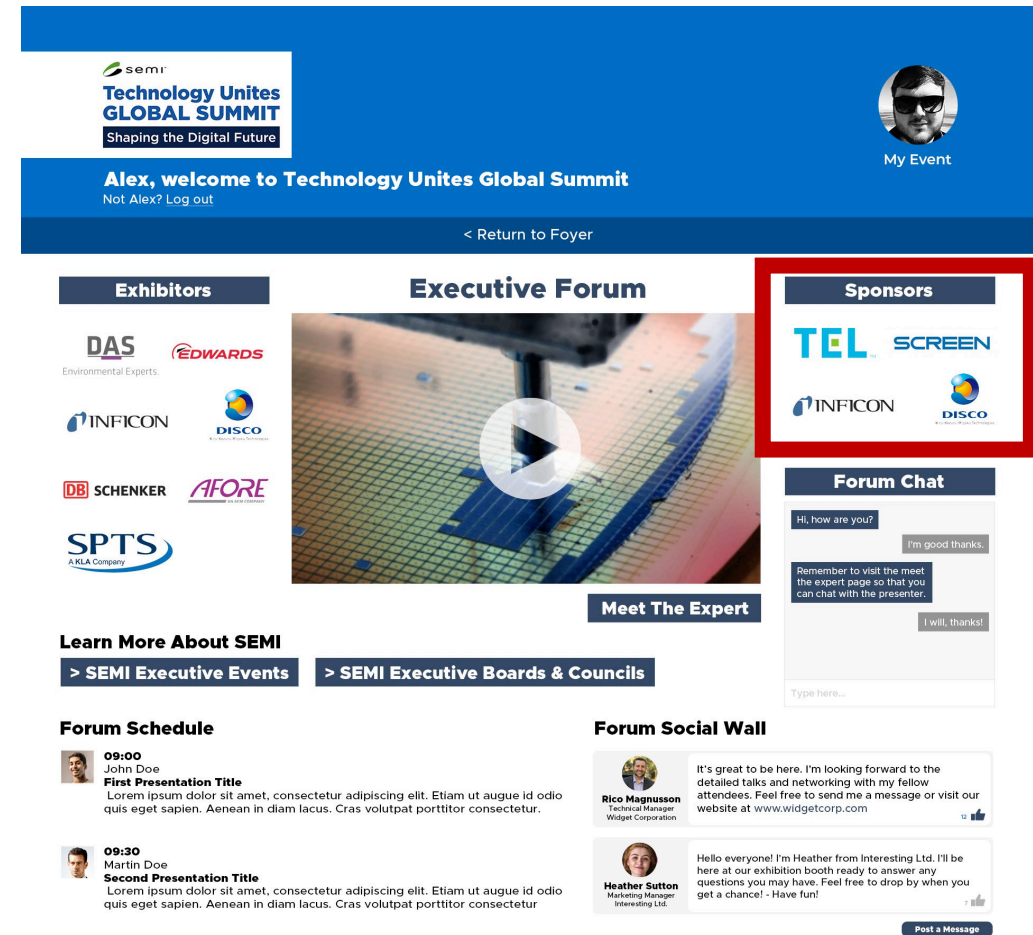 semi
Technology Unites
GLOBAL SUMMIT
Shaping the Digital Future
My Event
Alex, welcome to Technology Unites Global Summit
Not Alex? Log out
< Return to Foyer
Exhibitors
DAS
Environmental Experts.
EDWARDS
INFICON
DISCO
DB SCHENKER
AFORE
SPTS
A KLA Company
Executive Forum
Meet The Expert
Sponsors
TEL
SCREEN
INFICON
DISCO
Forum Chat
Hi, how are you?
I'm good thanks.
Remember to visit the meet
the expert page so that you
can chat with the presenter.
I will, thanks!
Type here...
Learn More About SEMI
> SEMI Executive Events
> SEMI Executive Boards & Councils
Forum Schedule
09:00
John Doe
First Presentation Title
Lorem ipsum dolor sit amet, consectetur adipiscing elit. Etiam ut augue id odio
quis eget sapien. Aenean in diam lacus. Cras volutpat porttitor consectetur.
09:30
Martin Doe
Second Presentation Title
Lorem ipsum dolor sit amet, consectetur adipiscing elit. Etiam ut augue id odio
quis eget sapien. Aenean in diam lacus. Cras volutpat porttitor consectetur
Forum Social Wall
Rico Magnusson
Technical Manager
Widget Corporation
It's great to be here. I'm looking forward to the
detailed talks and networking with my fellow
attendees. Feel free to send me a message or visit our
website at www.widgetcorp.com
12
Heather Sutton
Marketing Manager
Interesting Ltd.
Hello everyone! I'm Heather from Interesting Ltd. I'll be
here at our exhibition booth ready to answer any
questions you may have. Feel free to drop by when you
get a chance! - Have fun!
7
Post a Message